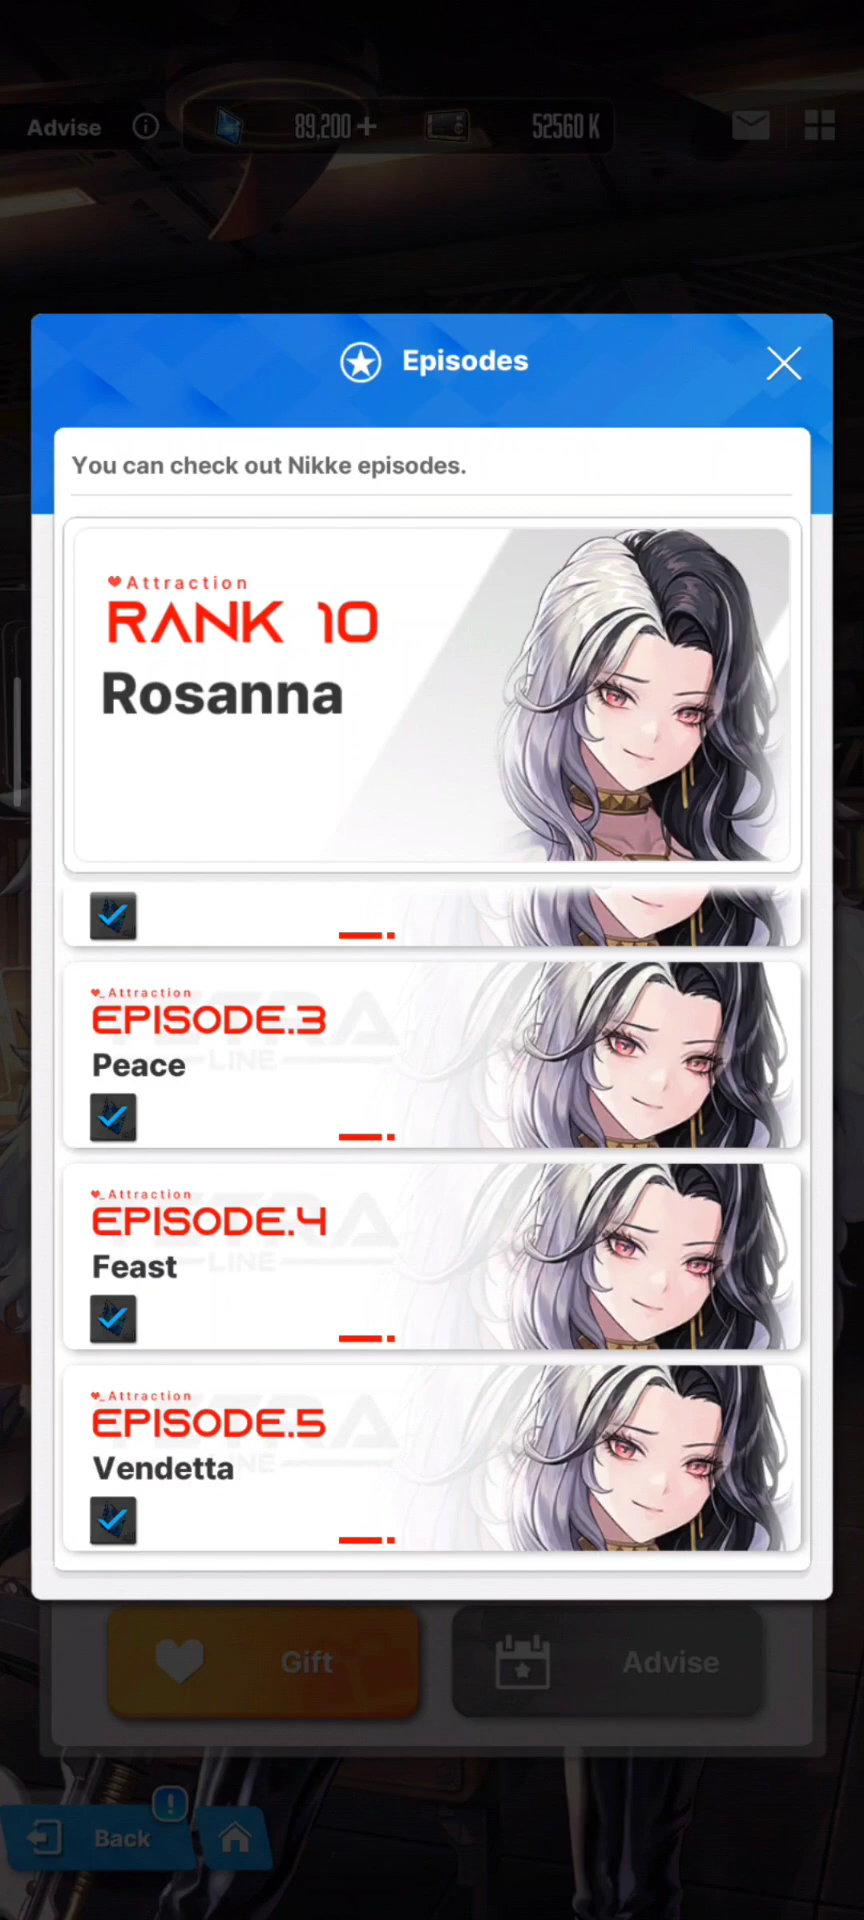 Advise
89,200
52560 K
Episodes
You can check out Nikke episodes.
Attraction
RANK 10
Rosanna
Attraction
EPISODE.3
Peace
Attraction
EPISODE.4
Feast
Attraction
EPISODE.5
Vendetta
Gift
Advise
Back